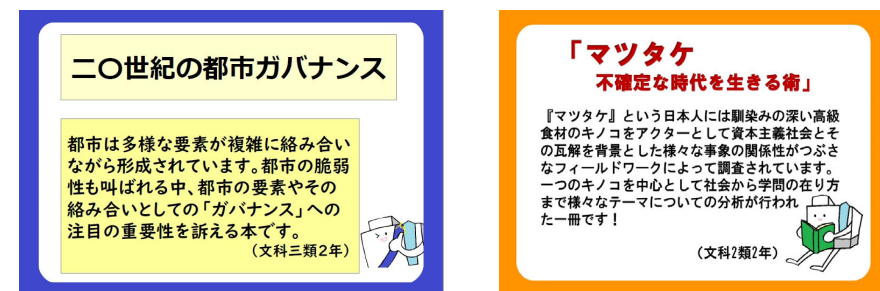 二〇世紀の都市ガバナンス
都市は多様な要素が複雑に絡み合い
ながら形成されています。都市の脆弱
性も叫ばれる中、都市の要素やその
絡み合いとしての「ガバナンス」への
注目の重要性を訴える本です。
(文科三類2年)
「マツタケ
不確定な時代を生きる術」
『マツタケ』という日本人には馴染みの深い高級
食材のキノコをアクターとして資本主義社会とそ
の瓦解を背景とした様々な事象の関係性がつぶさ
なフィールドワークによって調査されています。
一つのキノコを中心として社会から学問の在り方
まで様々なテーマについての分析が行われ
た一冊です！
(文科2類2年)